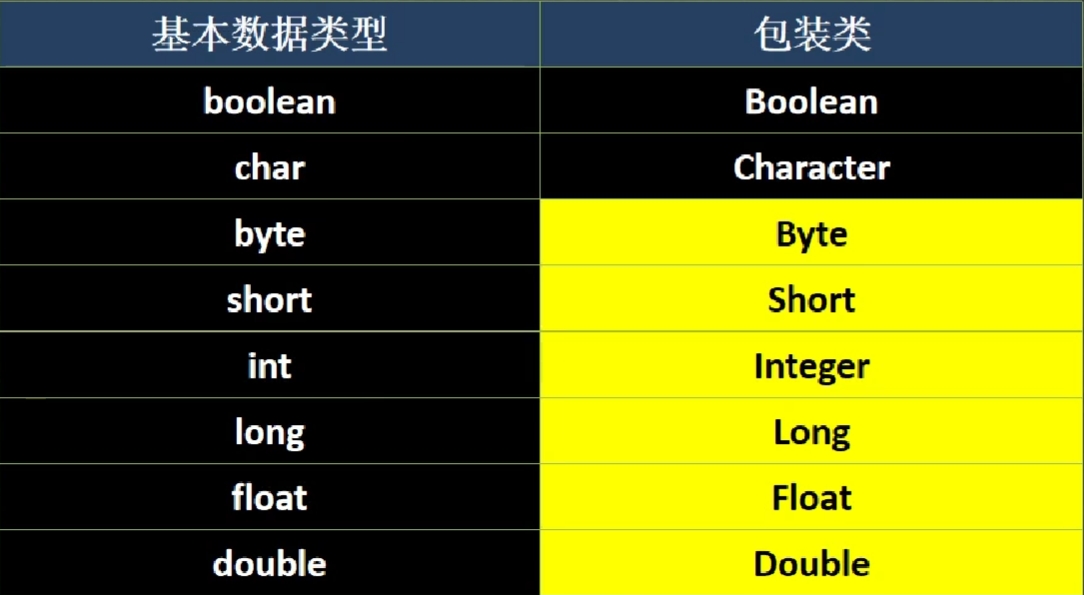 基本数据类型 包装类
boolean Boolean
char Character
byte Byte
short Short
int Integer
long Long
float Float
double Double